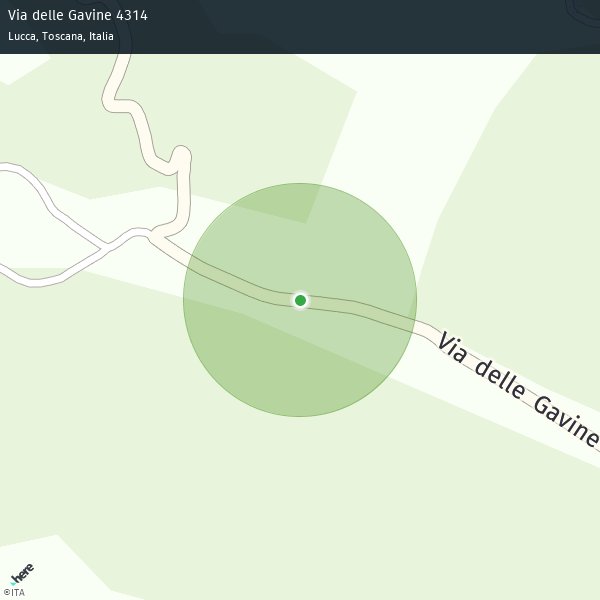 Via delle Gavine 4314
Lucca, Toscana, Italia
Via delle Gavine
here
©ITA